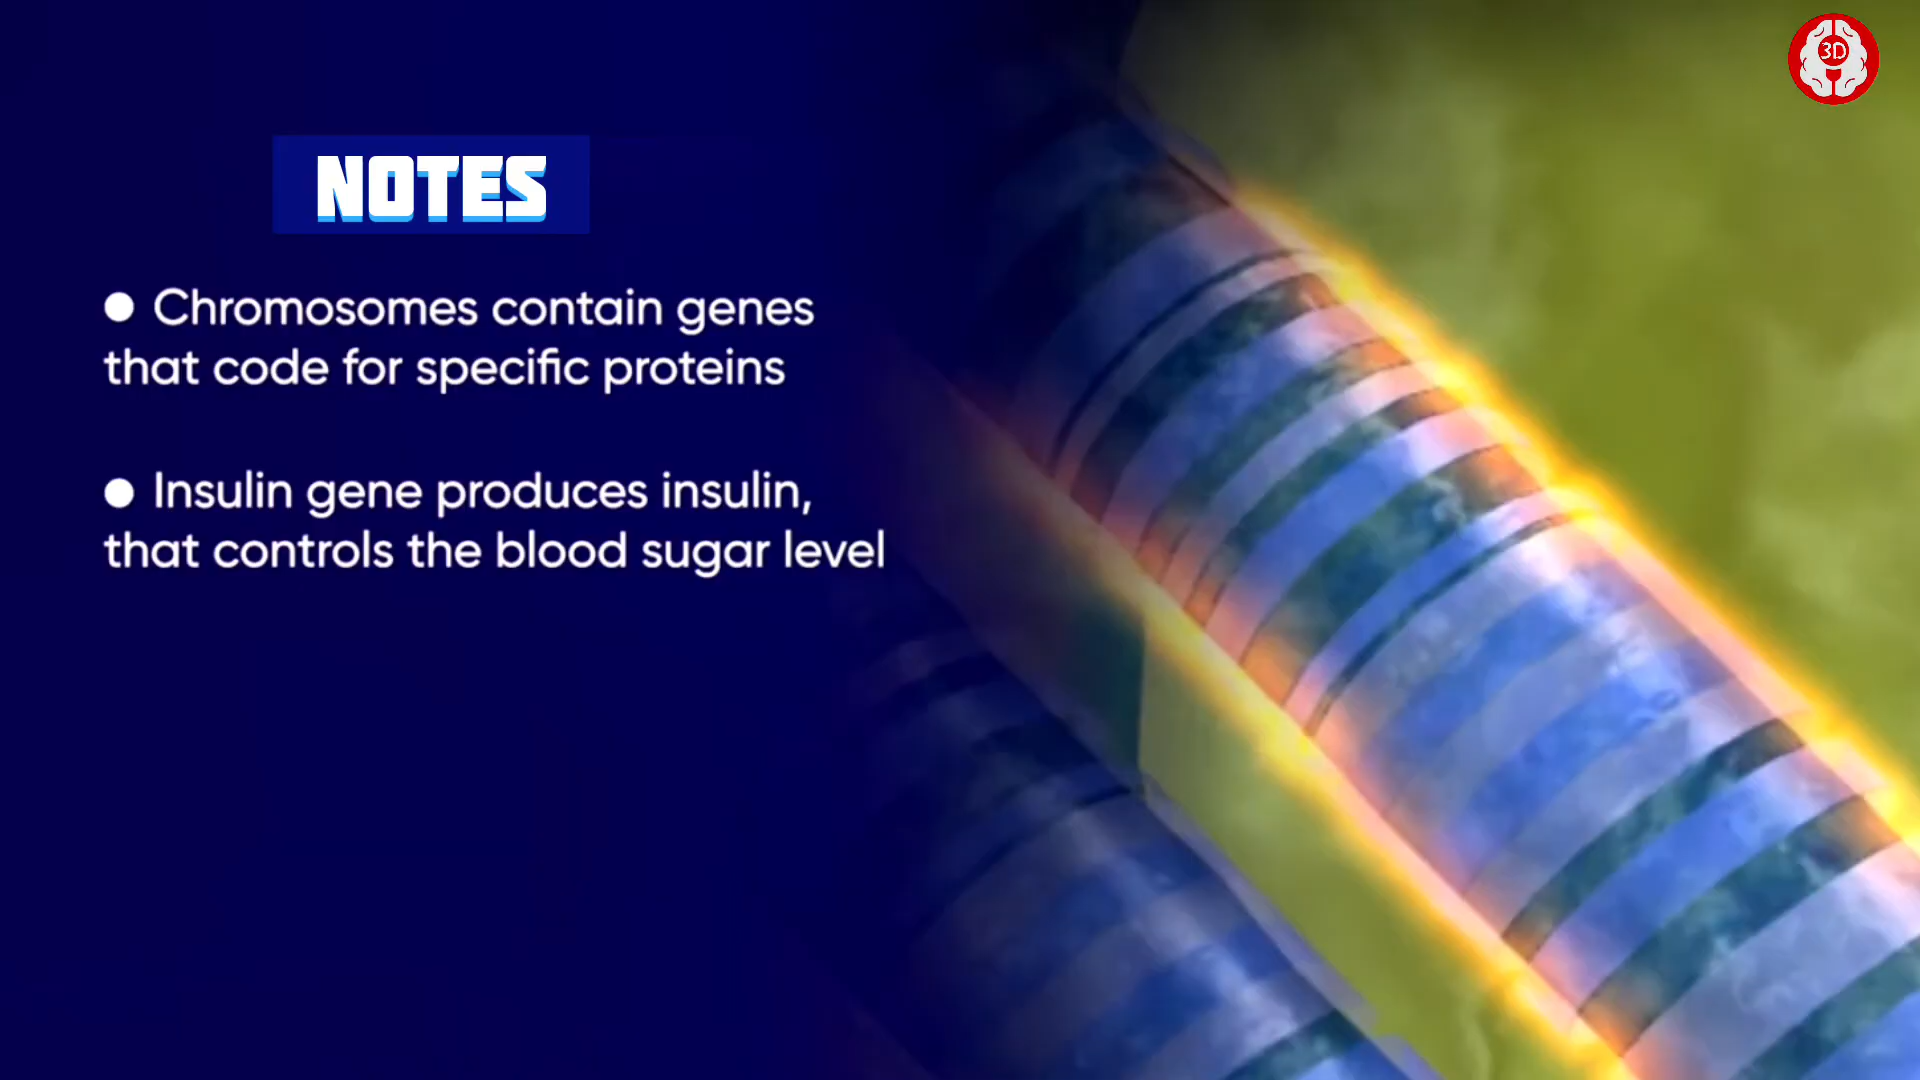 3D
NOTES
● Chromosomes contain genes
that code for specific proteins
● Insulin gene produces insulin,
that controls the blood sugar level